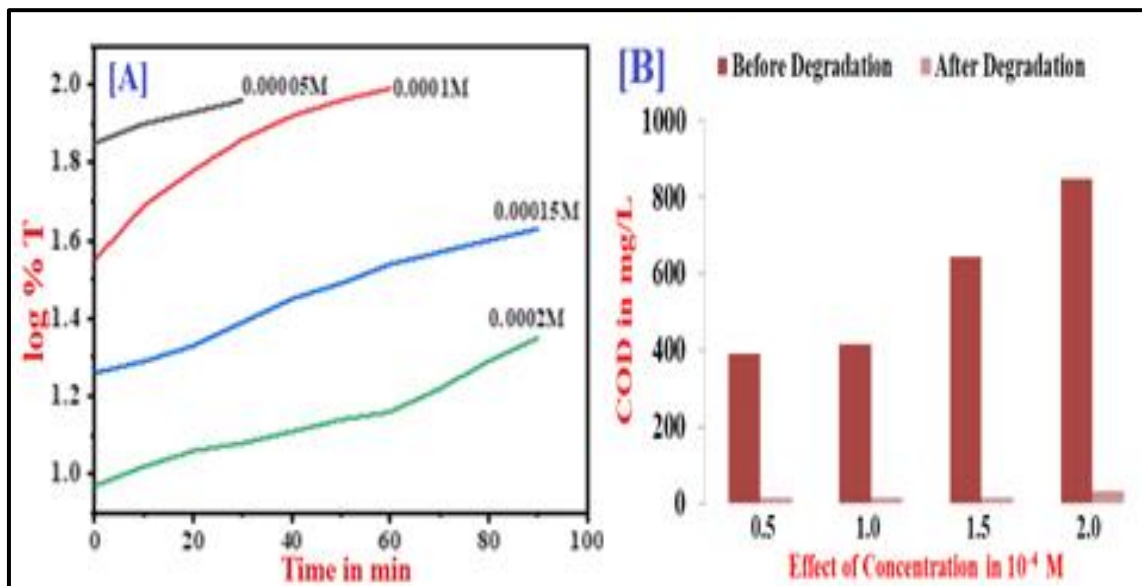 [A]
log % T
2.0
1.8
1.6
1.4
1.2
1.0
0.00005M
0.0001M
0.00015M
0.0002M
0 20 40 60 80 100
Time in min
[B]
Before Degradation After Degradation
COD in mg/L
1000
800
600
400
200
0
0.5 1.0 1.5 2.0
Effect of Concentration in 10⁻⁴ M